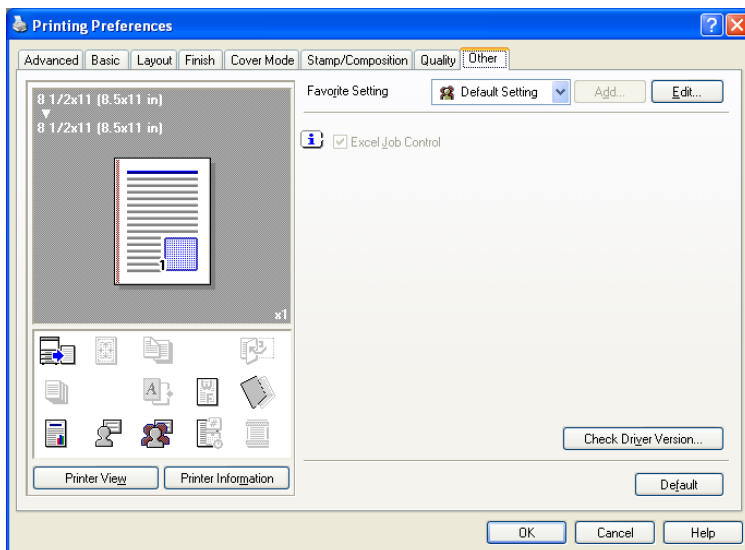 Printing Preferences
Advanced Basic Layout Finish Cover Mode Stamp/Composition Quality Other
8 1/2x11 (8.5x11 in)
8 1/2x11 (8.5x11 in)
1
x1
Favorite Setting Default Setting Add... Edit...
Excel Job Control
Check Driver Version...
Printer View Printer Information
Default
OK Cancel Help